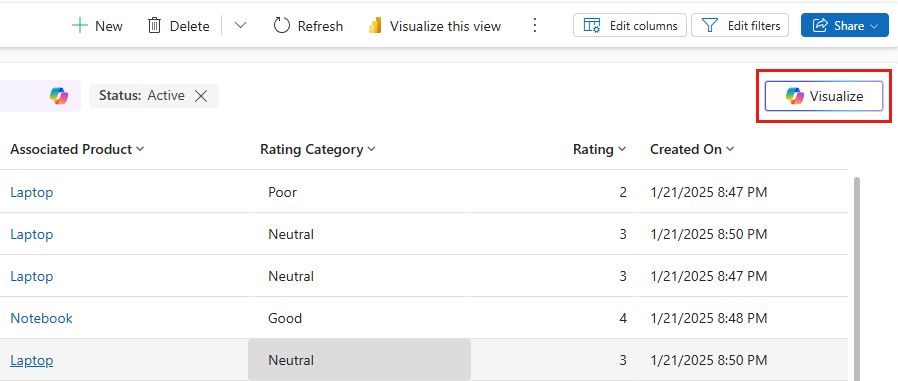 New Delete Refresh Visualize this view Edit columns Edit filters Share
Status: Active Visualize
Associated Product Rating Category Rating Created On
Laptop Poor 2 1/21/2025 8:47 PM
Laptop Neutral 3 1/21/2025 8:50 PM
Laptop Neutral 3 1/21/2025 8:47 PM
Notebook Good 4 1/21/2025 8:48 PM
Laptop Neutral 3 1/21/2025 8:50 PM